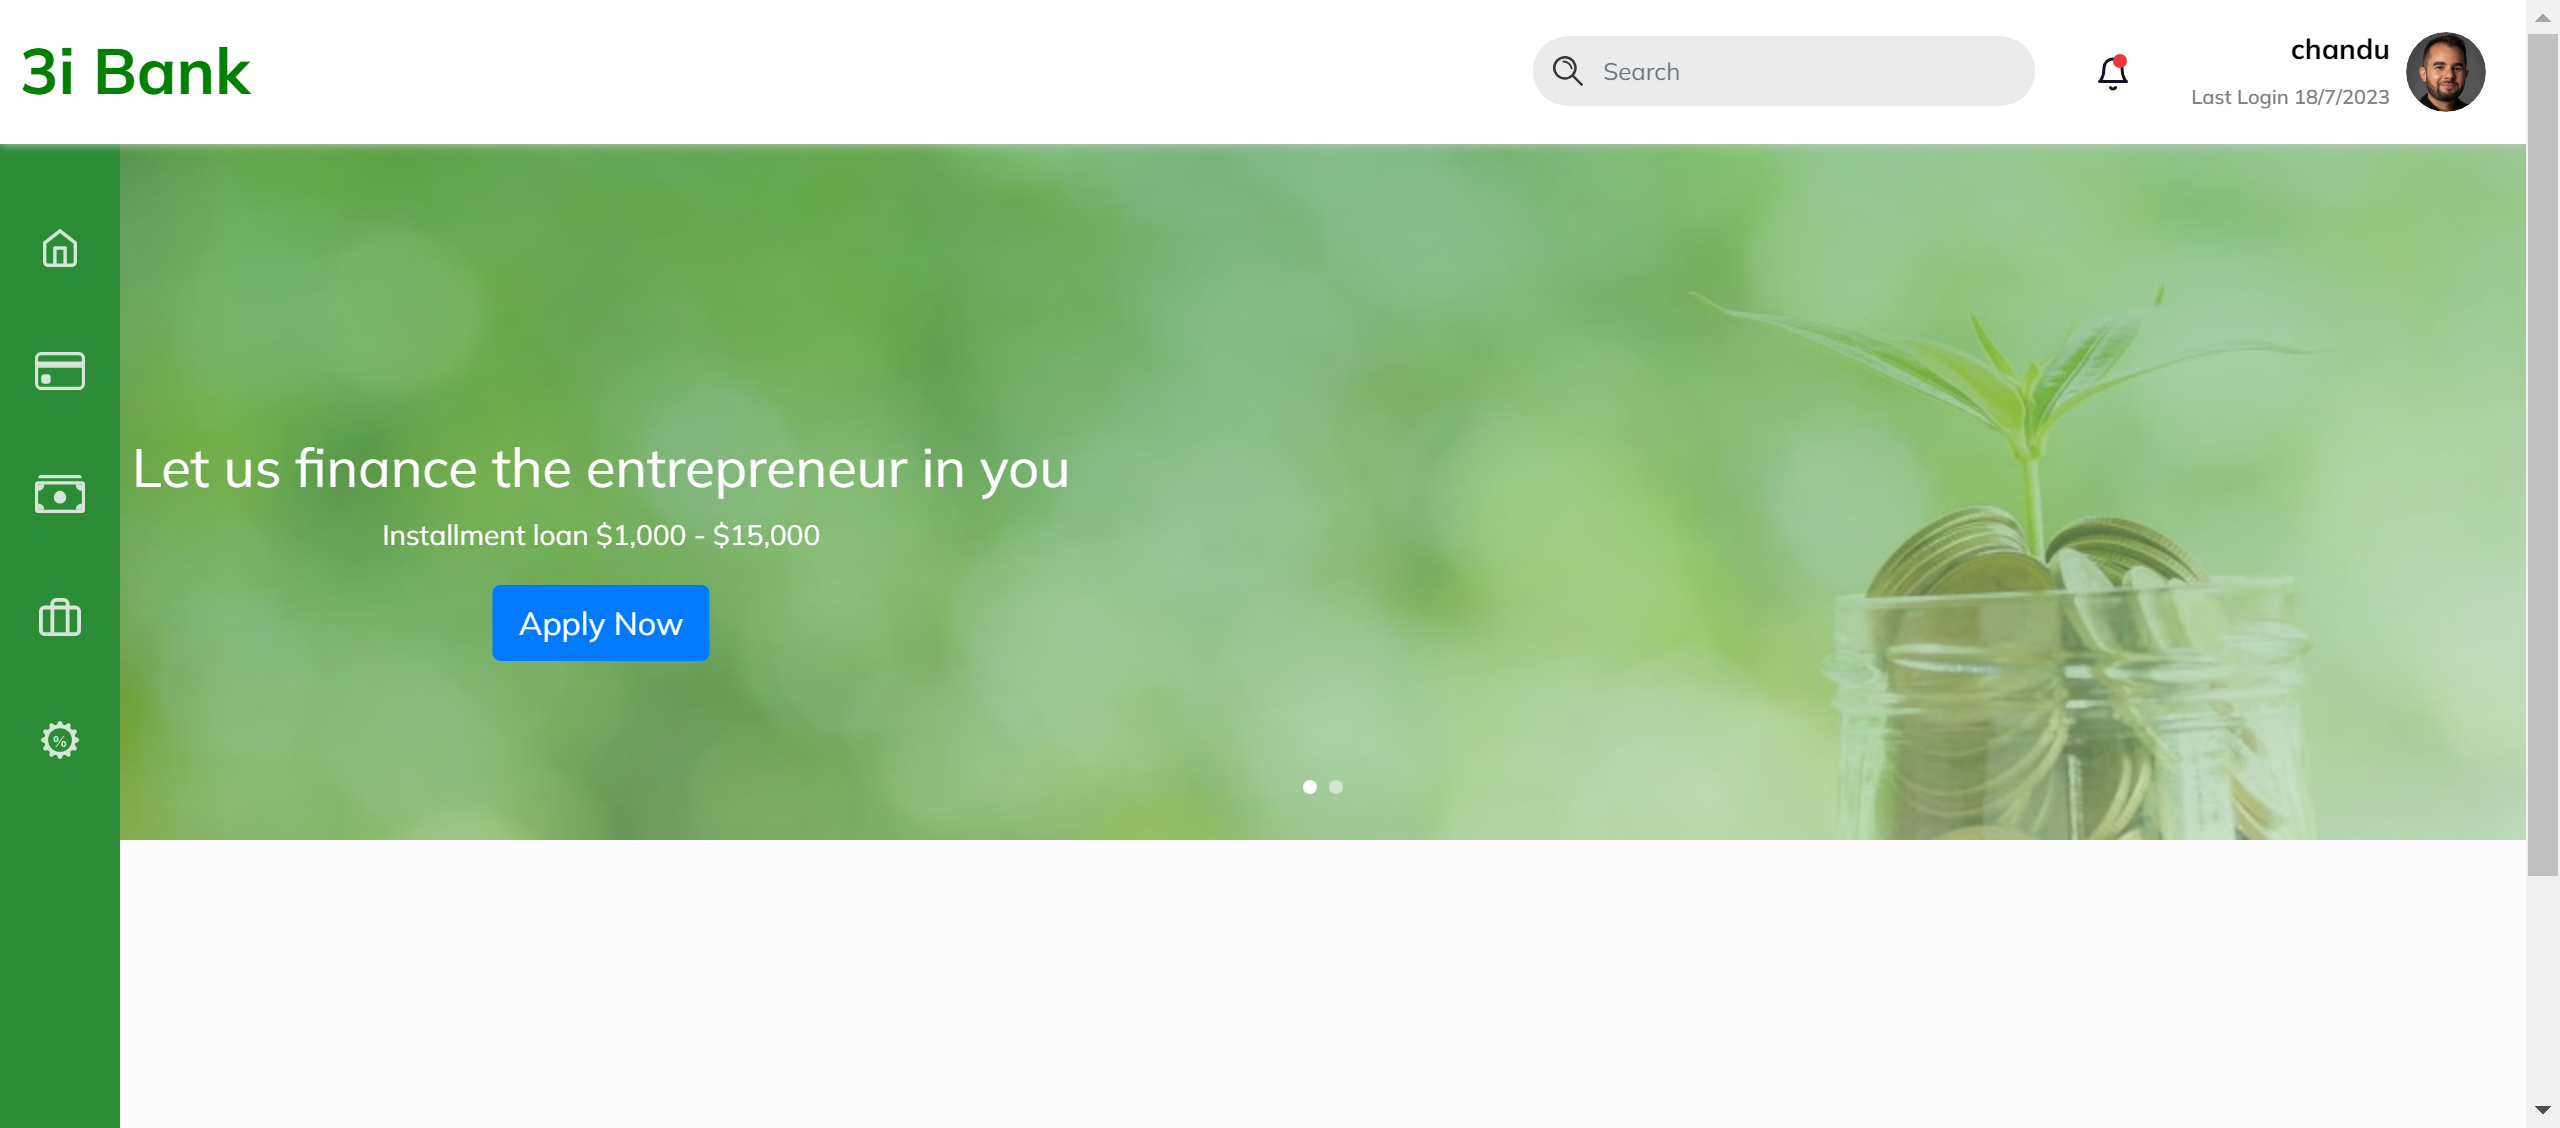 3i Bank
Search
chandu
Last Login 18/7/2023
Let us finance the entrepreneur in you
Installment loan $1,000 - $15,000
Apply Now
%